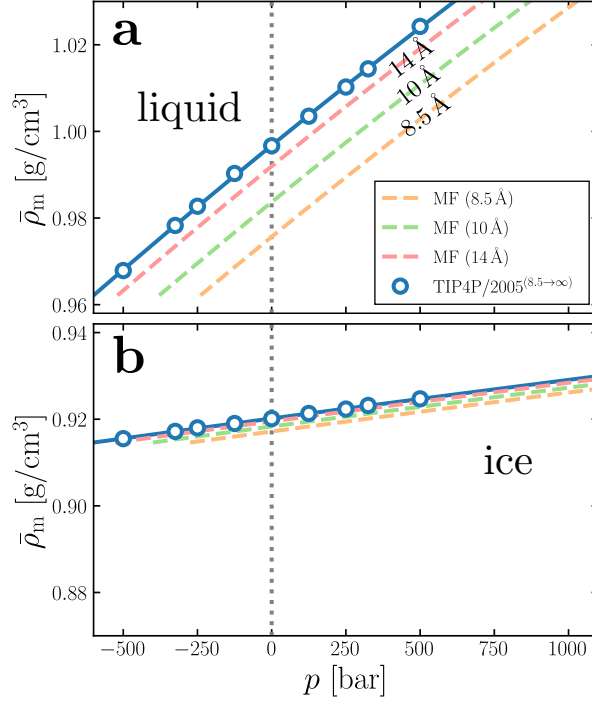 a
liquid
14 Å
10 Å
8.5 Å
1.02
1.00
0.98
0.96
ρ̄ₘ [g/cm³]
MF (8.5 Å)
MF (10 Å)
MF (14 Å)
TIP4P/2005⁽⁸·⁵→∞⁾
b
ice
0.94
0.92
0.90
0.88
ρ̄ₘ [g/cm³]
−500 −250 0 250 500 750 1000
p [bar]